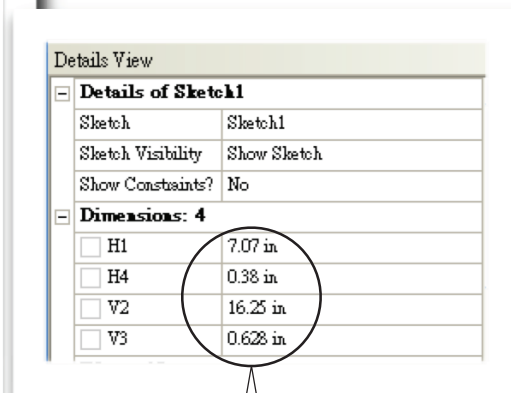 Details View
Details of Sketch1
Sketch Sketch1
Sketch Visibility Show Sketch
Show Constraints? No
Dimensions: 4
H1 7.07 in
H4 0.38 in
V2 16.25 in
V3 0.628 in